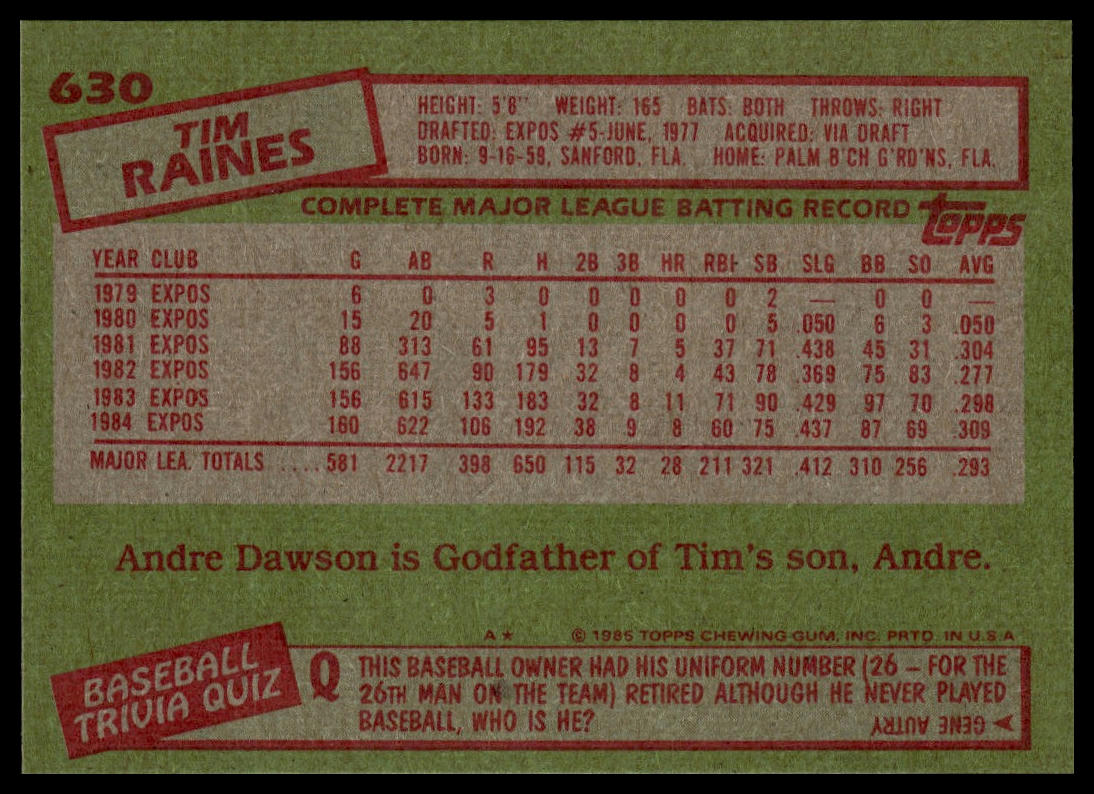 630
TIM
RAINES
HEIGHT: 5'8" WEIGHT: 165 BATS: BOTH THROWS: RIGHT
DRAFTED: EXPOS #5-JUNE, 1977 ACQUIRED: VIA DRAFT
BORN: 9-16-59, SANFORD, FLA. HOME: PALM B'CH G'RD'NS, FLA.
COMPLETE MAJOR LEAGUE BATTING RECORD
topps
YEAR CLUB G AB R H 2B 3B HR RBI SB SLG BB SO AVG
1979 EXPOS 6 0 3 0 0 0 0 0 2 — 0 0 —
1980 EXPOS 15 20 5 1 0 0 0 0 5 .050 6 3 .050
1981 EXPOS 88 313 61 95 13 7 5 37 71 .438 45 31 .304
1982 EXPOS 156 647 90 179 32 8 4 43 78 .369 75 83 .277
1983 EXPOS 156 615 133 183 32 8 11 71 90 .429 97 70 .298
1984 EXPOS 160 622 106 192 38 9 8 60 75 .437 87 69 .309
MAJOR LEA. TOTALS .... 581 2217 398 650 115 32 28 211 321 .412 310 256 .293
Andre Dawson is Godfather of Tim's son, Andre.
A★ © 1985 TOPPS CHEWING GUM, INC. PRTD. IN U.S.A
BASEBALL
TRIVIA QUIZ
Q THIS BASEBALL OWNER HAD HIS UNIFORM NUMBER (26 – FOR THE
26TH MAN ON THE TEAM) RETIRED ALTHOUGH HE NEVER PLAYED
BASEBALL, WHO IS HE?
GENE AUTRY